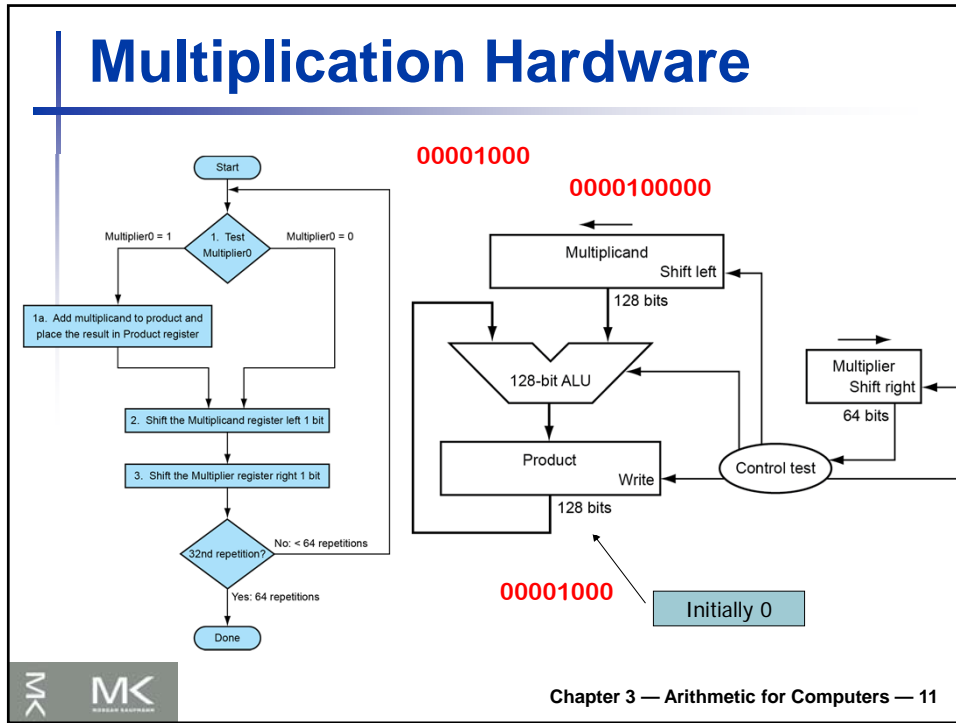 Multiplication Hardware
00001000
0000100000
Start
Multiplier0 = 1
1. Test
Multiplier0
Multiplier0 = 0
1a. Add multiplicand to product and
place the result in Product register
2. Shift the Multiplicand register left 1 bit
3. Shift the Multiplier register right 1 bit
32nd repetition?
No: < 64 repetitions
Yes: 64 repetitions
Done
Multiplicand
Shift left
128 bits
128-bit ALU
Multiplier
Shift right
64 bits
Product
Write
Control test
128 bits
00001000
Initially 0
MK
MK
MORGAN KAUFMANN
Chapter 3 — Arithmetic for Computers — 11